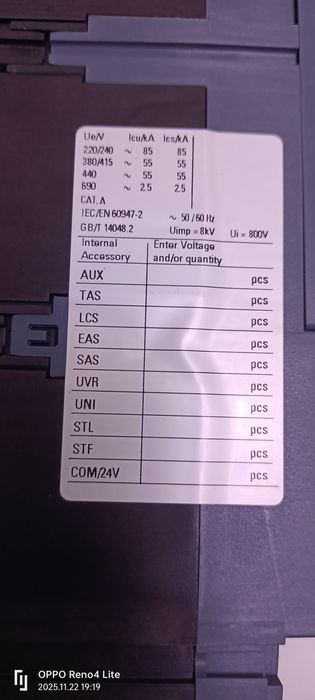 Ue/V Icu/kA Ics/kA
220/240 ~ 85 85
380/415 ~ 55 55
440 ~ 55 55
690 ~ 2.5 2.5
CAT. A
IEC/EN 60947-2 ~ 50/60 Hz
GB/T 14048.2 Uimp = 8kV Ui = 800V
Internal Accessory Enter Voltage and/or quantity
AUX pcs
TAS pcs
LCS pcs
EAS pcs
SAS pcs
UVR pcs
UNI pcs
STL pcs
STF pcs
COM/24V pcs
OPPO Reno4 Lite
2025.11.22 19:19